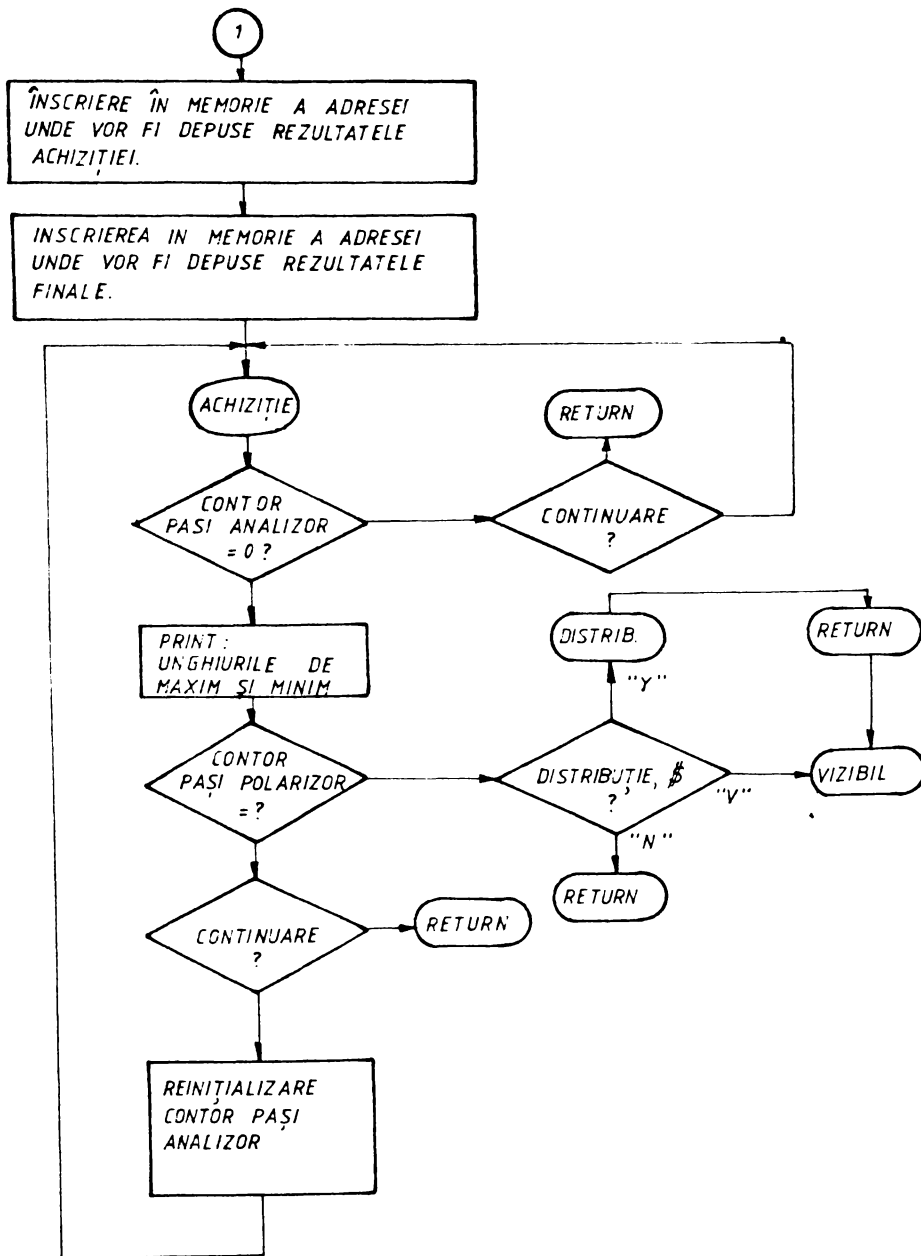 1
ÎNSCRIERE ÎN MEMORIE A ADRESEI
UNDE VOR FI DEPUSE REZULTATELE
ACHIZIȚIEI.
INSCRIEREA IN MEMORIE A ADRESEI
UNDE VOR FI DEPUSE REZULTATELE
FINALE.
ACHIZIȚIE
RETURN
CONTOR
PASI ANALIZOR
= 0 ?
CONTINUARE
?
PRINT :
UNGHIURILE DE
MAXIM ȘI MINIM
DISTRIB.
RETURN
"Y"
CONTOR
PAȘI POLARIZOR
= ?
DISTRIBUȚIE, $
?
"V"
VIZIBIL
"N"
RETURN
CONTINUARE
?
RETURN
REINIȚIALIZARE
CONTOR PAȘI
ANALIZOR